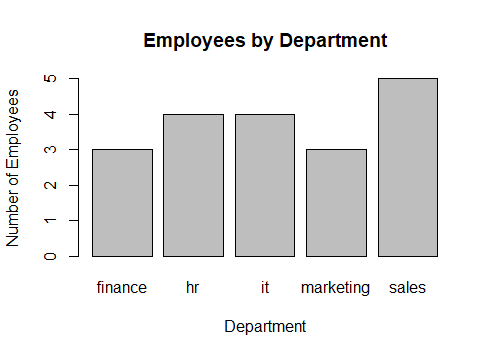 Employees by Department
Number of Employees
5
4
3
2
1
0
finance hr it marketing sales
Department